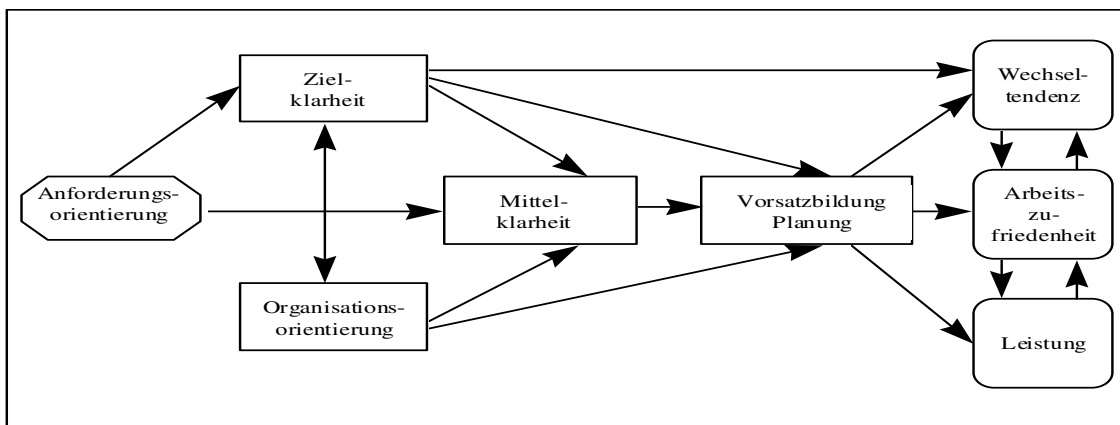 Ziel-
klarheit
Wechsel-
tendenz
Anforderungs-
orientierung
Mittel-
klarheit
Vorsatzbildung
Planung
Arbeits-
zu-
friedenheit
Organisations-
orientierung
Leistung